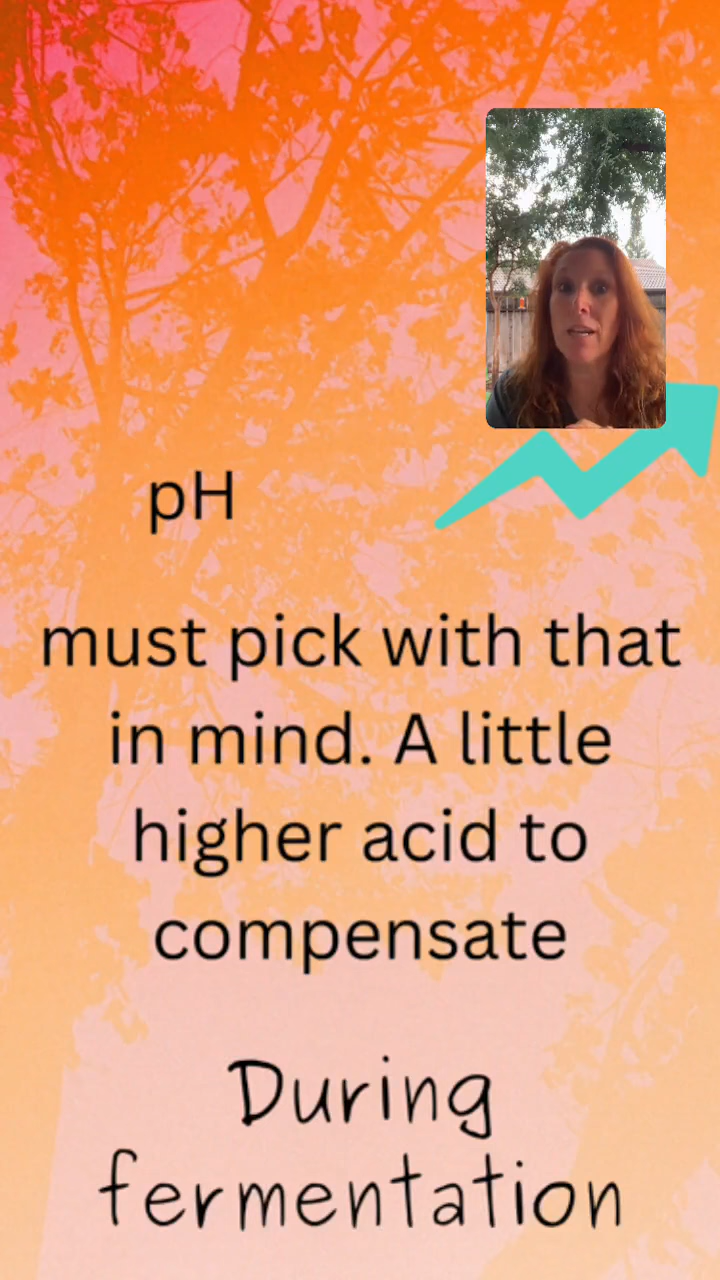 pH
must pick with that
in mind. A little
higher acid to
compensate
During
fermentation